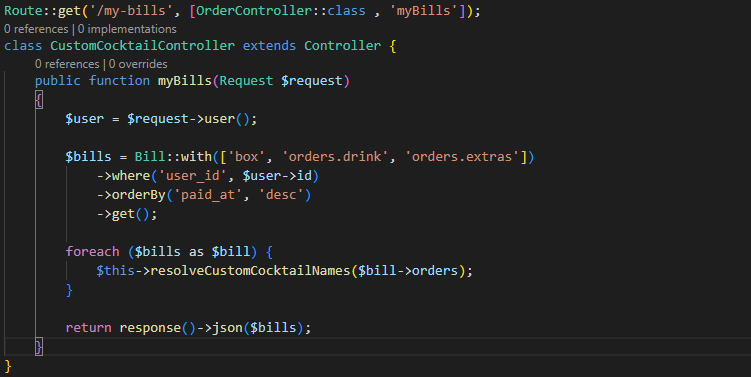 Route::get('/my-bills', [OrderController::class , 'myBills']);
0 references | 0 implementations
class CustomCocktailController extends Controller {
0 references | 0 overrides
public function myBills(Request $request)
{
$user = $request->user();
$bills = Bill::with(['box', 'orders.drink', 'orders.extras'])
->where('user_id', $user->id)
->orderBy('paid_at', 'desc')
->get();
foreach ($bills as $bill) {
$this->resolveCustomCocktailNames($bill->orders);
}
return response()->json($bills);
}
}